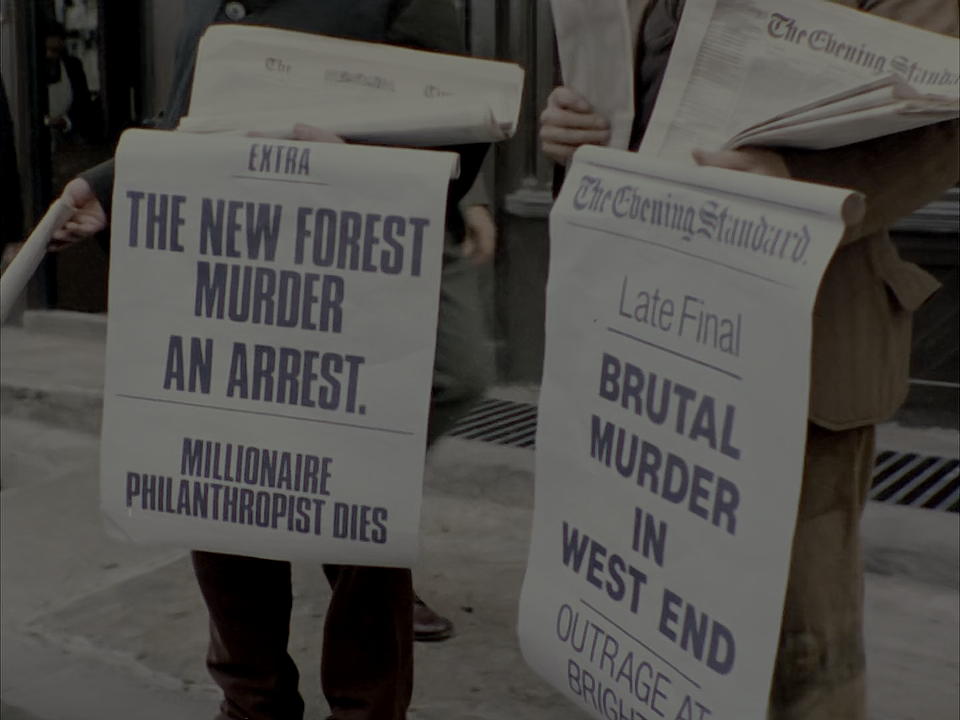 The
EXTRA
THE NEW FOREST
MURDER
AN ARREST.
MILLIONAIRE
PHILANTHROPIST DIES
The Evening Standard
The Evening Standard.
Late Final
BRUTAL
MURDER
IN
WEST END
OUTRAGE AT